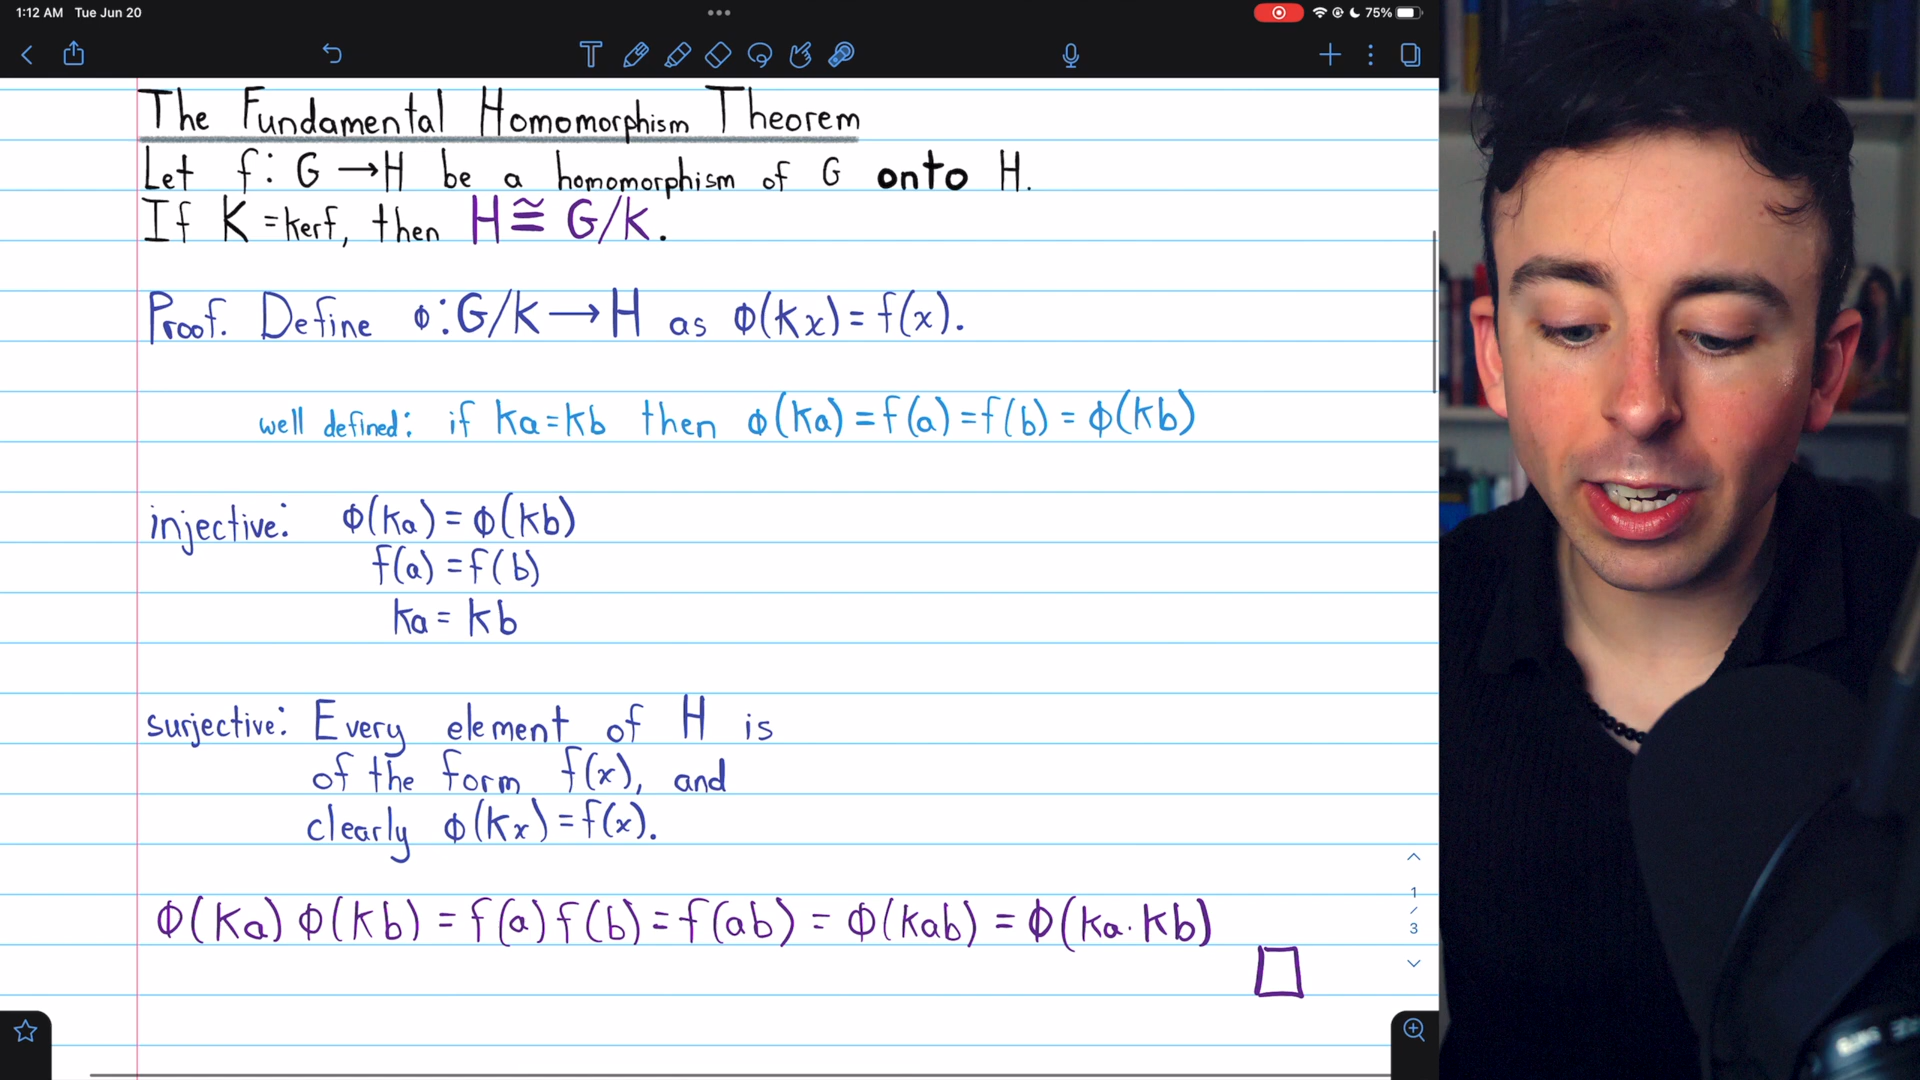 1:12 AM Tue Jun 20
75%
The Fundamental Homomorphism Theorem
Let f: G → H be a homomorphism of G onto H.
If K = kerf, then H ≅ G/K.
Proof. Define ϕ: G/K → H as ϕ(Kx) = f(x).
well defined: if Ka = Kb then ϕ(Ka) = f(a) = f(b) = ϕ(Kb)
injective: ϕ(Ka) = ϕ(Kb)
f(a) = f(b)
Ka = Kb
surjective: Every element of H is
of the form f(x), and
clearly ϕ(Kx) = f(x).
ϕ(Ka) ϕ(Kb) = f(a) f(b) = f(ab) = ϕ(Kab) = ϕ(Ka · Kb)
□
1
/
3